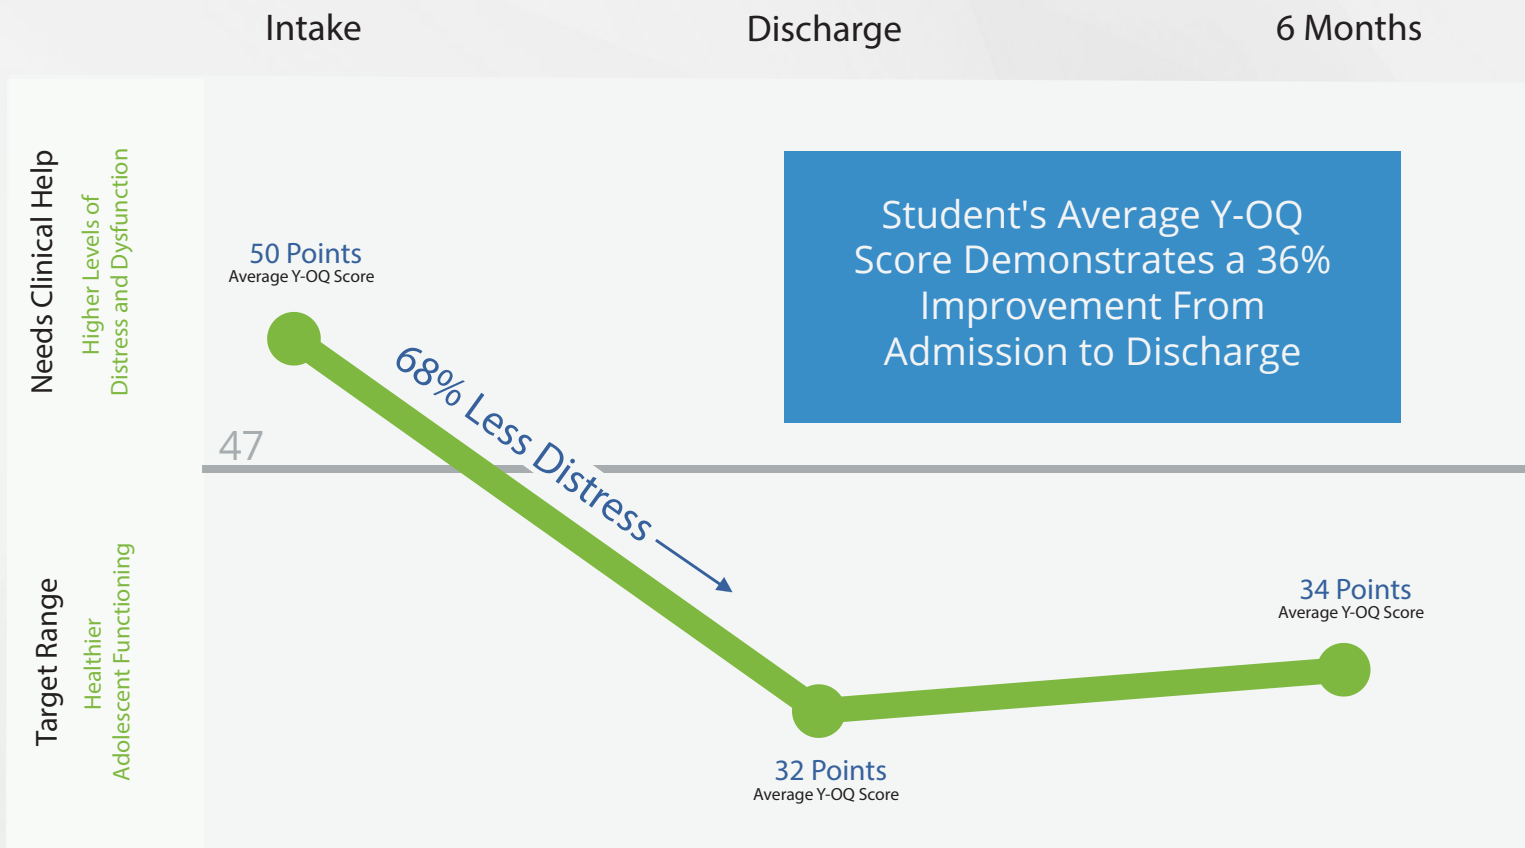 Intake
Discharge
6 Months
Needs Clinical Help
Higher Levels of
Distress and Dysfunction
50 Points
Average Y-OQ Score
Student's Average Y-OQ
Score Demonstrates a 36%
Improvement From
Admission to Discharge
68% Less Distress
47
Target Range
Healthier
Adolescent Functioning
34 Points
Average Y-OQ Score
32 Points
Average Y-OQ Score